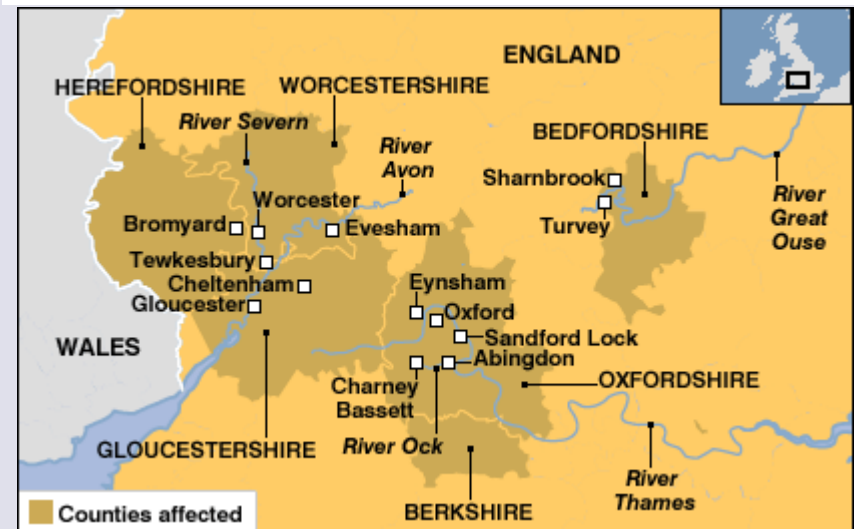 ENGLAND
HEREFORDSHIRE
WORCESTERSHIRE
River Severn
River
Avon
BEDFORDSHIRE
Sharnbrook
Worcester
Bromyard
Evesham
Turvey
River
Great
Ouse
Tewkesbury
Cheltenham
Gloucester
Eynsham
Oxford
Sandford Lock
WALES
Abingdon
Charney
Bassett
OXFORDSHIRE
GLOUCESTERSHIRE
River Ock
River
Thames
BERKSHIRE
Counties affected